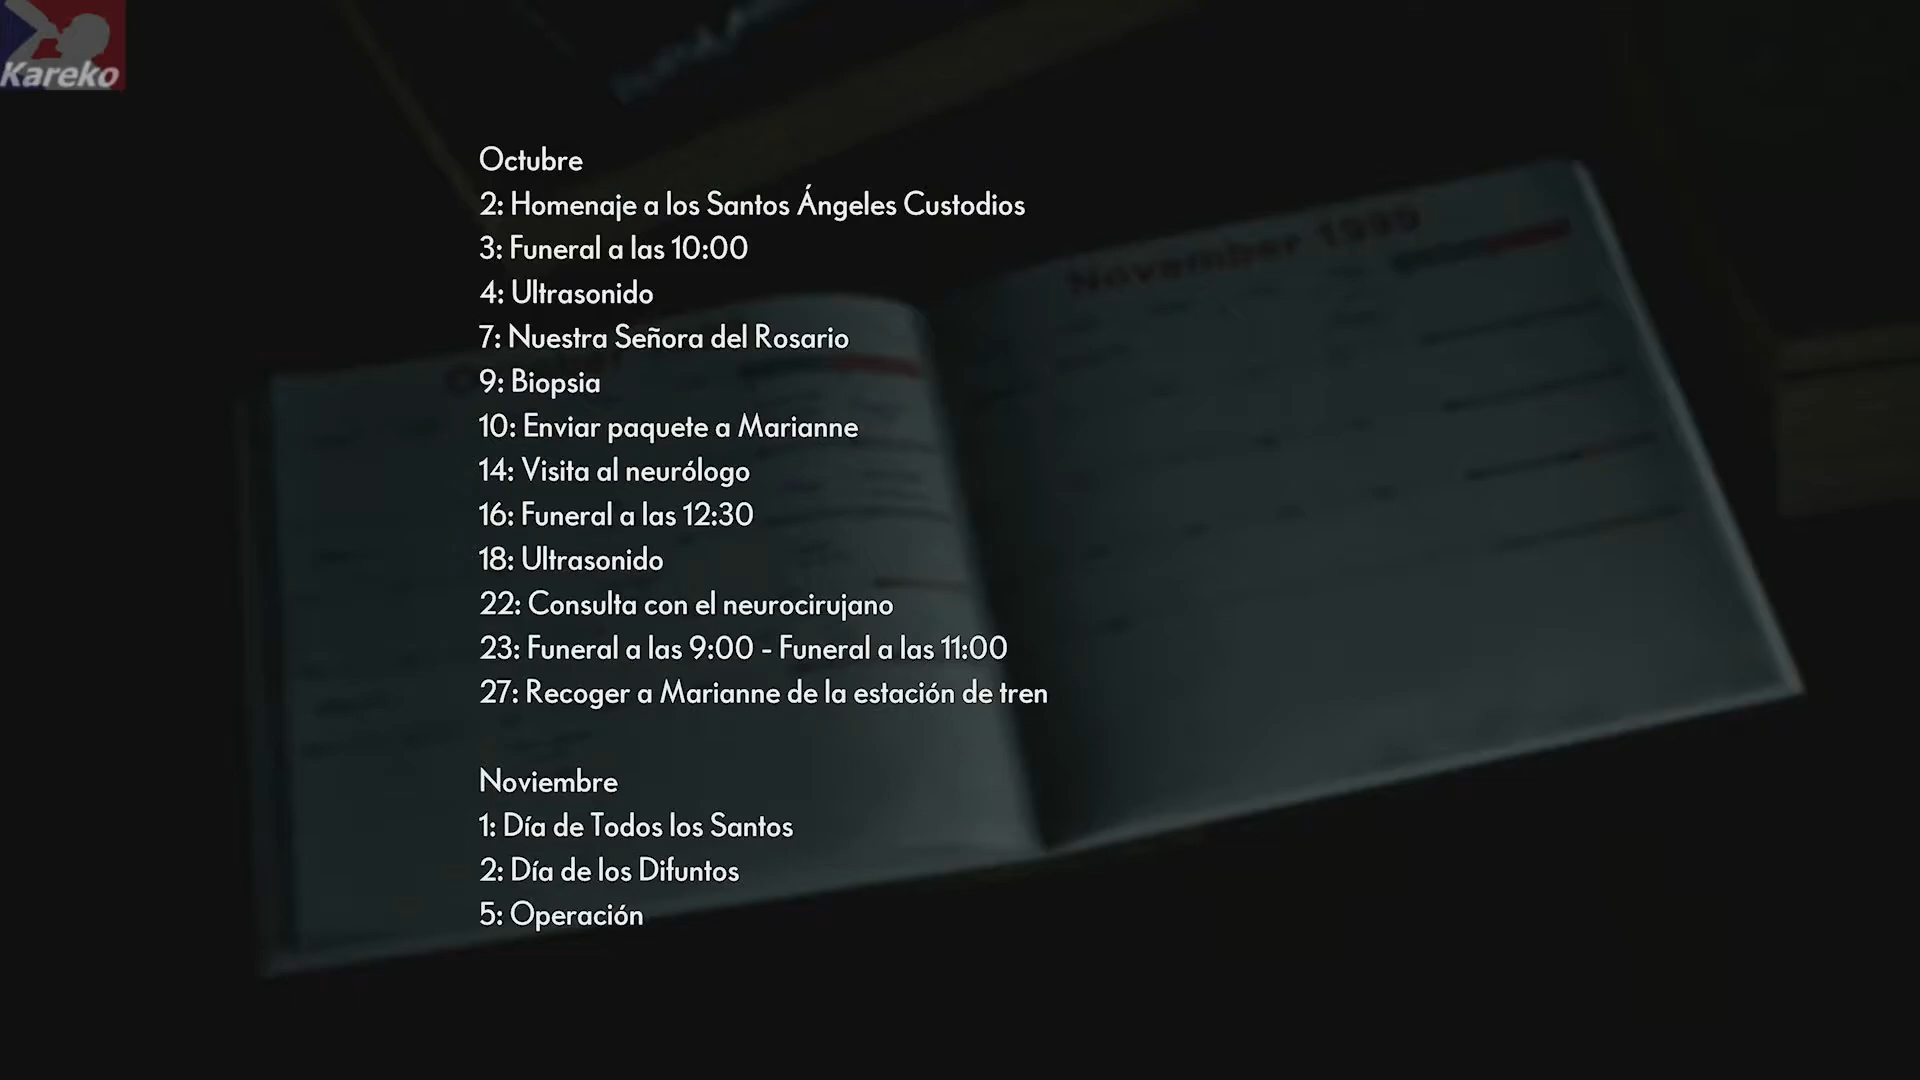 Kareko
November 1999
Octubre
2: Homenaje a los Santos Ángeles Custodios
3: Funeral a las 10:00
4: Ultrasonido
7: Nuestra Señora del Rosario
9: Biopsia
10: Enviar paquete a Marianne
14: Visita al neurólogo
16: Funeral a las 12:30
18: Ultrasonido
22: Consulta con el neurocirujano
23: Funeral a las 9:00 - Funeral a las 11:00
27: Recoger a Marianne de la estación de tren
Noviembre
1: Día de Todos los Santos
2: Día de los Difuntos
5: Operación